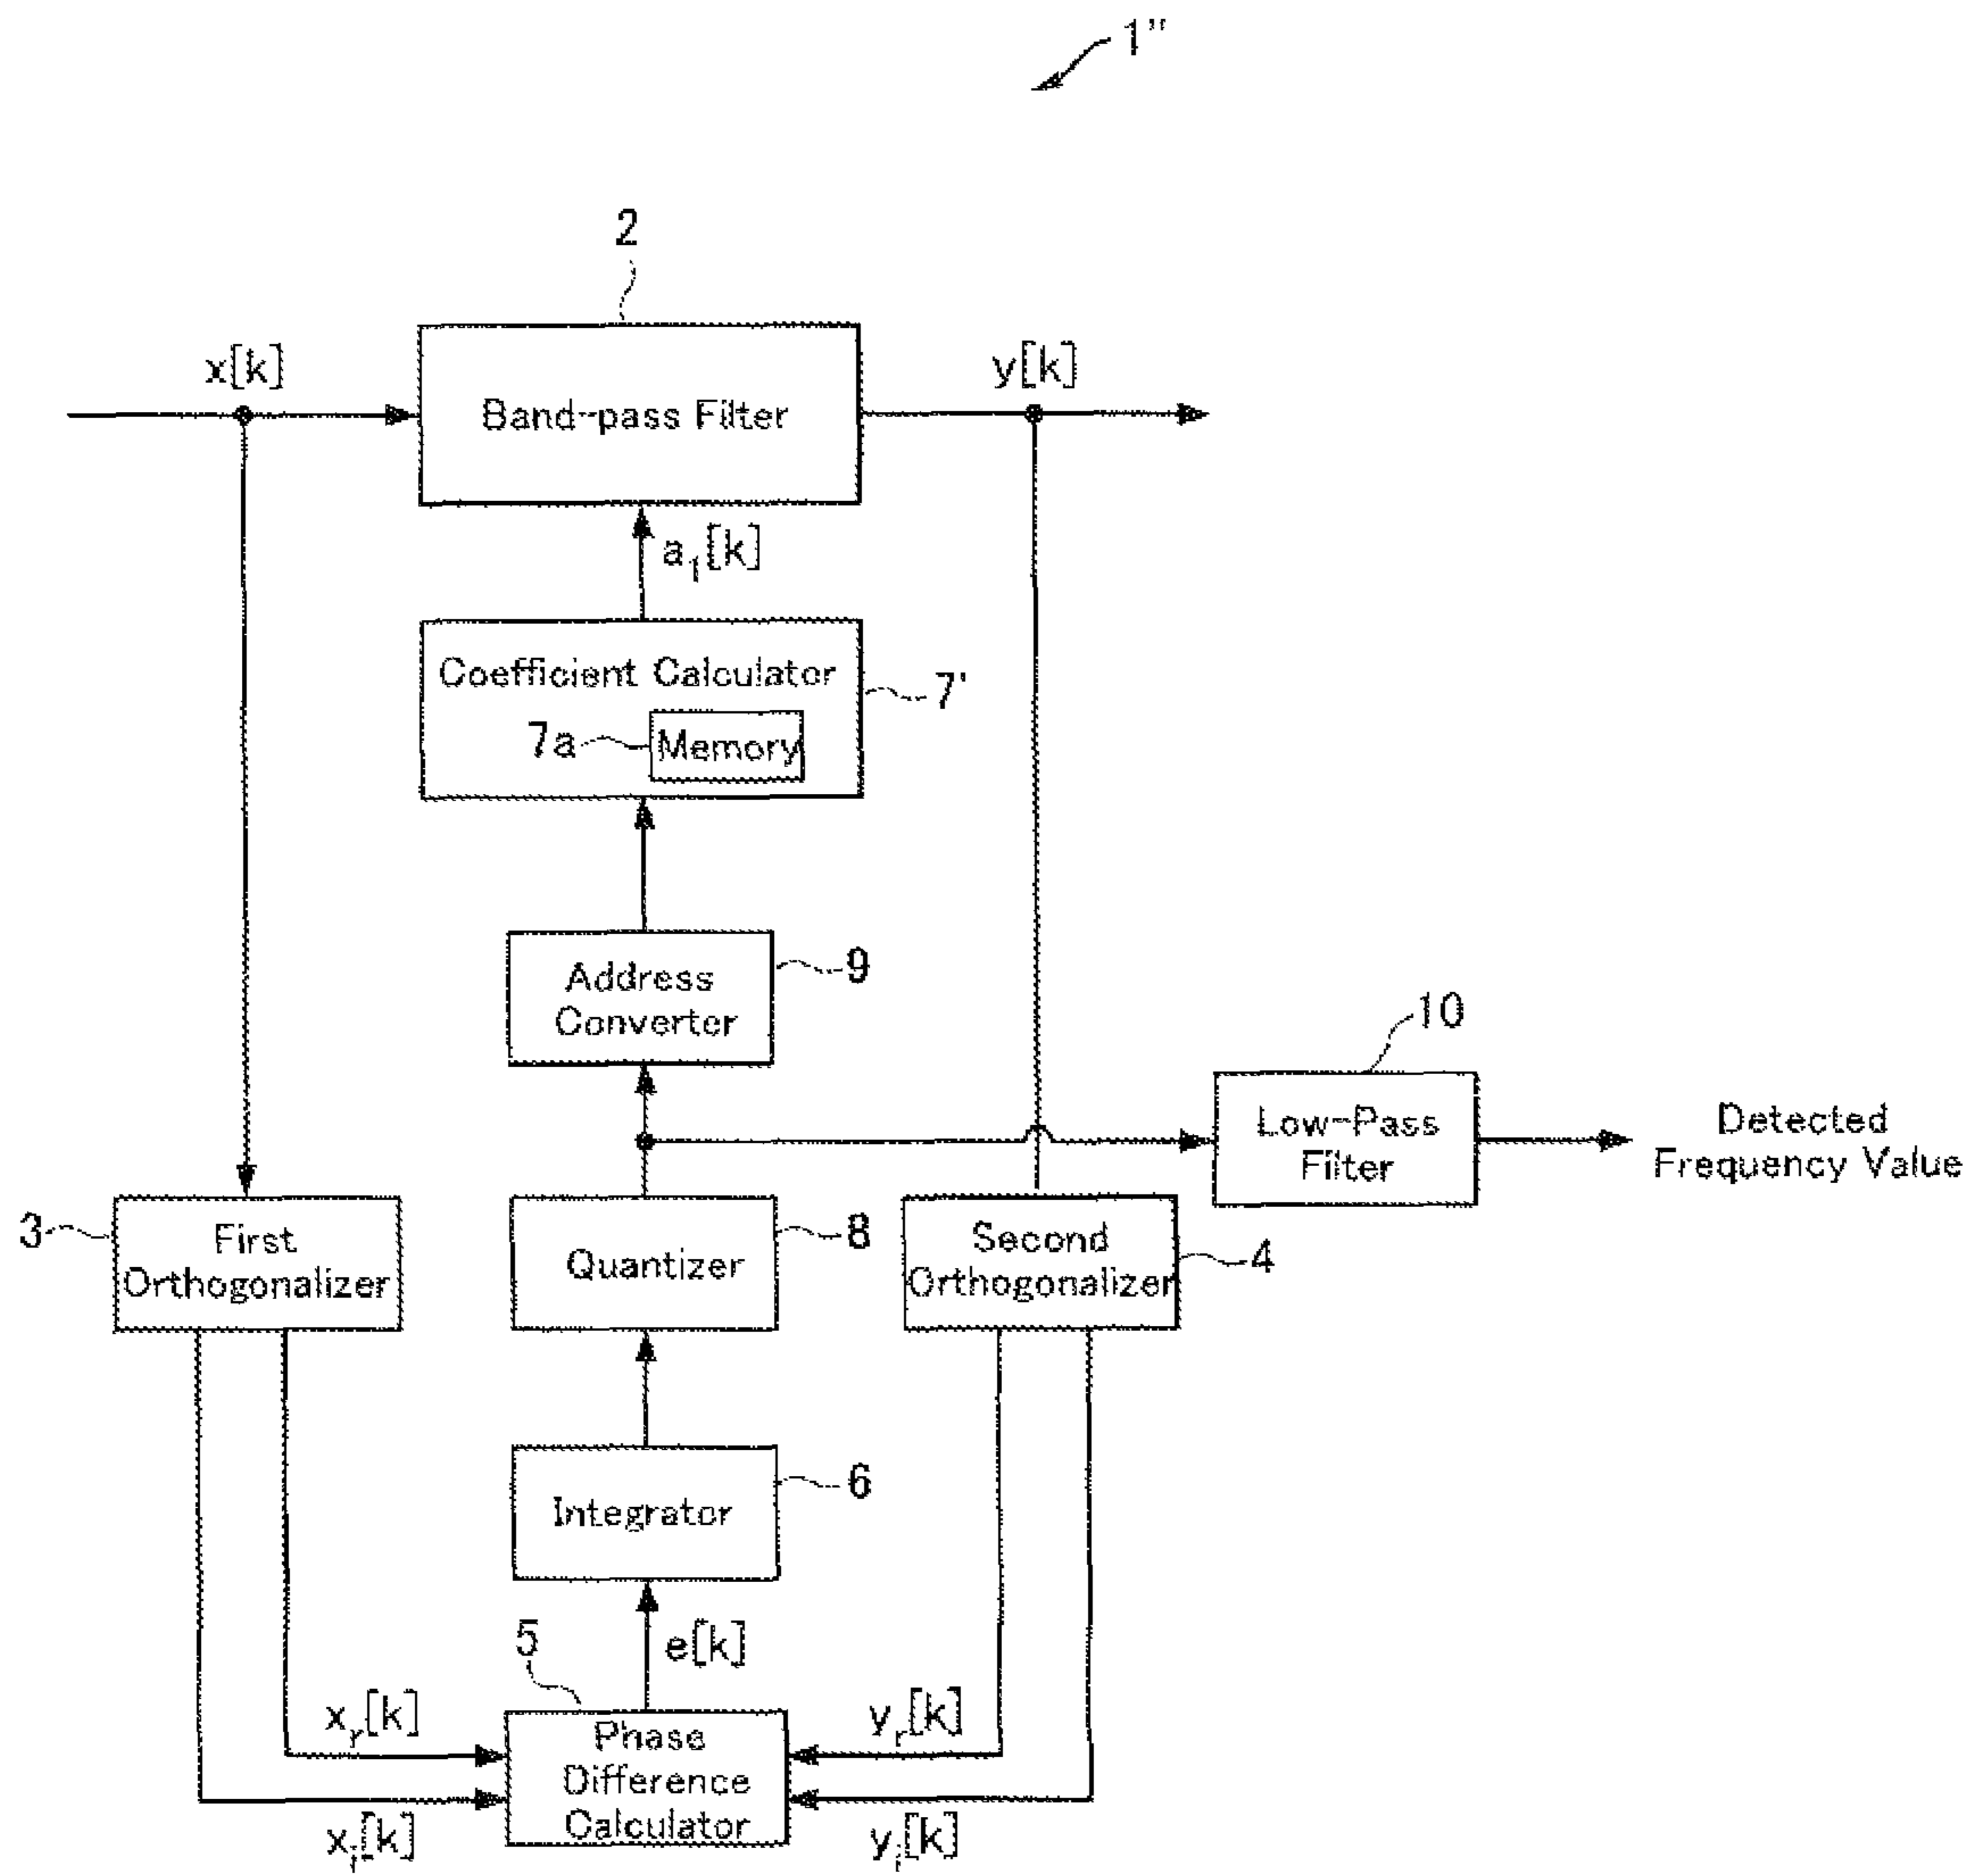 1"
2
x[k]
y[k]
Band-pass Filter
a1[k]
Coefficient Calculator
7'
7a
Memory
9
Address
Converter
10
Low-Pass
Filter
Detected
Frequency Value
3
First
Orthogonalizer
Quantizer
8
Second
Orthogonalizer
4
Integrator
6
5
e[k]
xr[k]
yr[k]
Phase
Difference
Calculator
xi[k]
yi[k]